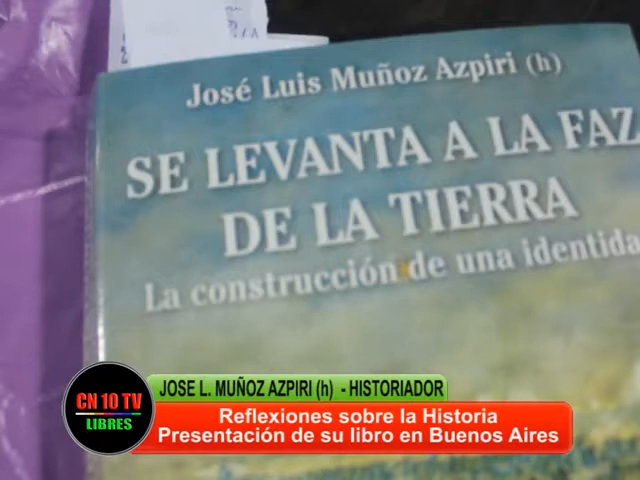 José Luis Muñoz Azpiri (h)
SE LEVANTA A LA FAZ
DE LA TIERRA
La construcción de una identida
CN 10 TV
LIBRES
JOSE L. MUÑOZ AZPIRI (h) - HISTORIADOR
Reflexiones sobre la Historia
Presentación de su libro en Buenos Aires